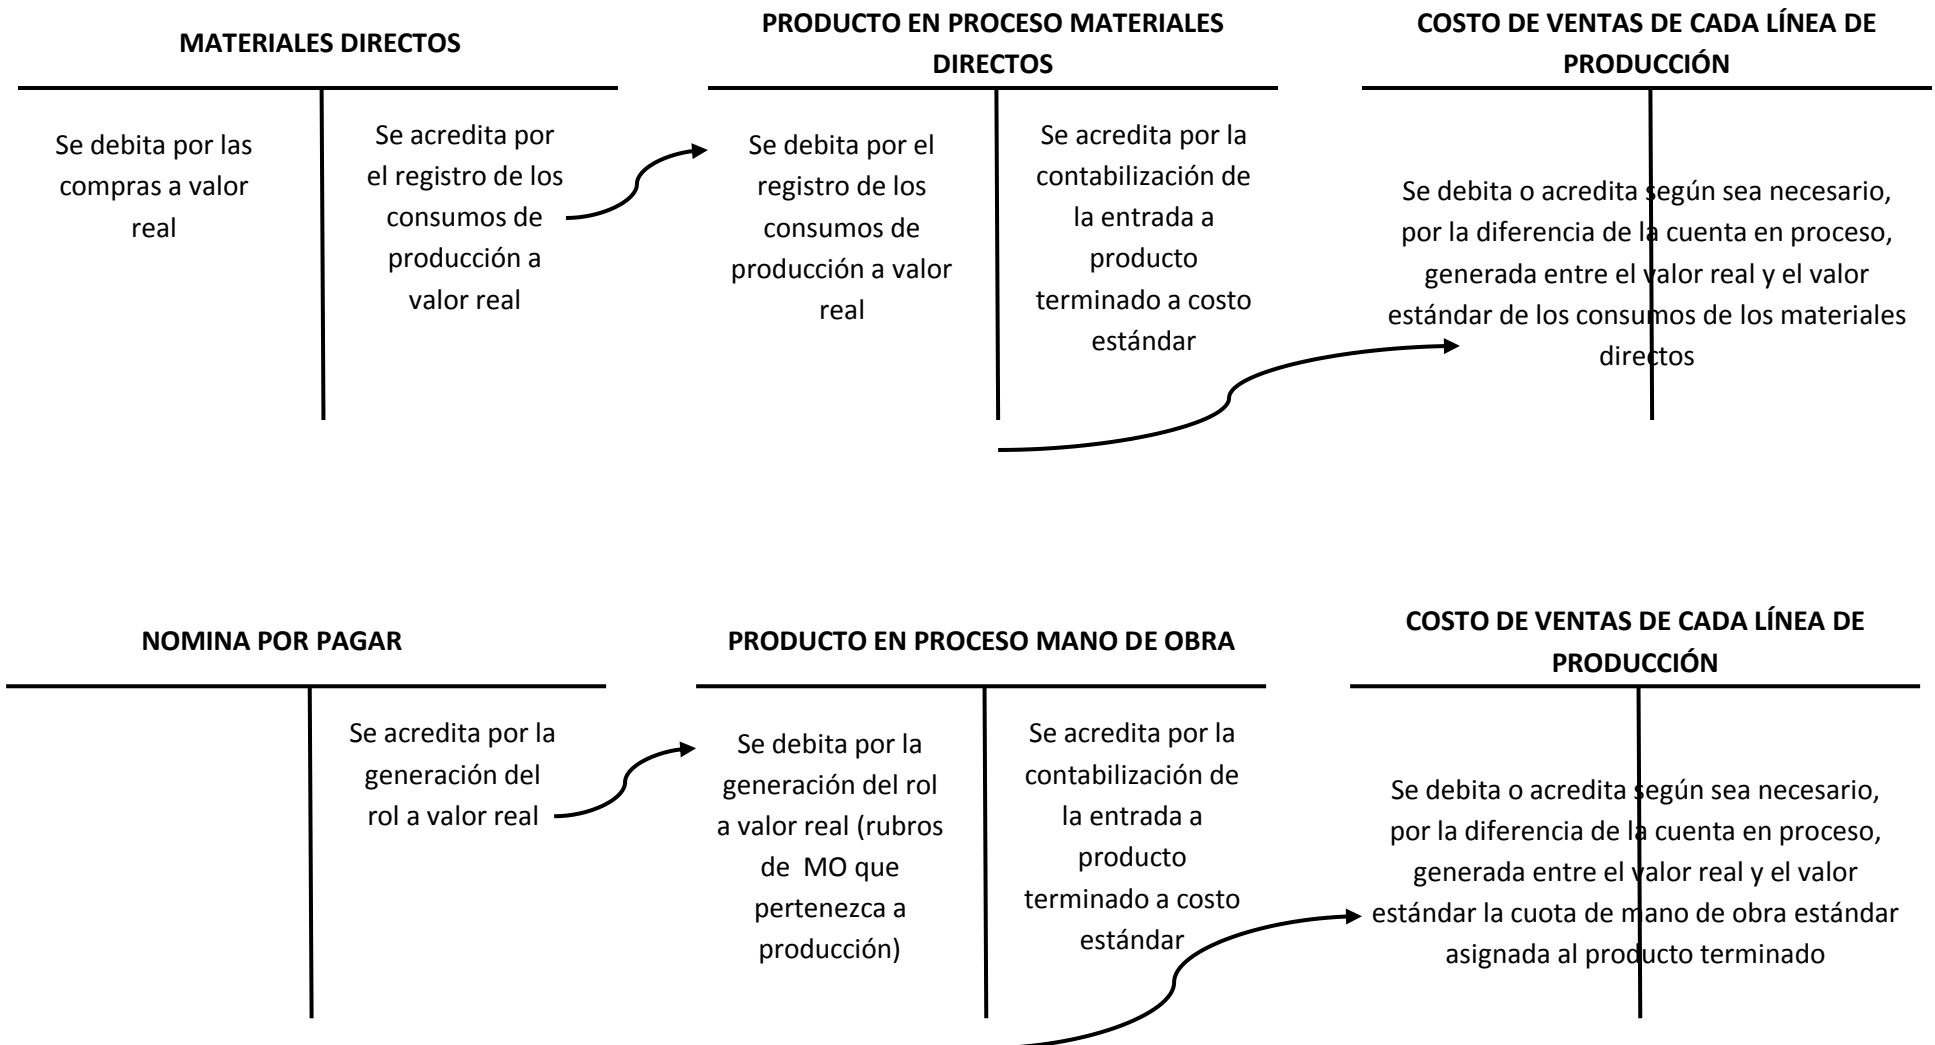 MATERIALES DIRECTOS
Se debita por las
compras a valor
real
Se acredita por
el registro de los
consumos de
producción a
valor real
PRODUCTO EN PROCESO MATERIALES
DIRECTOS
Se debita por el
registro de los
consumos de
producción a valor
real
Se acredita por la
contabilización de
la entrada a
producto
terminado a costo
estándar
COSTO DE VENTAS DE CADA LÍNEA DE
PRODUCCIÓN
Se debita o acredita según sea necesario,
por la diferencia de la cuenta en proceso,
generada entre el valor real y el valor
estándar de los consumos de los materiales
directos
NOMINA POR PAGAR
Se acredita por la
generación del
rol a valor real
PRODUCTO EN PROCESO MANO DE OBRA
Se debita por la
generación del rol
a valor real (rubros
de MO que
pertenezca a
producción)
Se acredita por la
contabilización de
la entrada a
producto
terminado a costo
estándar
COSTO DE VENTAS DE CADA LÍNEA DE
PRODUCCIÓN
Se debita o acredita según sea necesario,
por la diferencia de la cuenta en proceso,
generada entre el valor real y el valor
estándar la cuota de mano de obra estándar
asignada al producto terminado